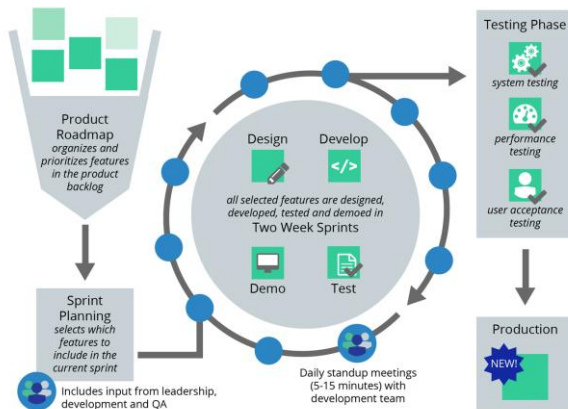 Product
Roadmap
organizes and
prioritizes features
in the product
backlog
Sprint
Planning
selects which
features to
include in the
current sprint
Includes input from leadership,
development and QA
Design
Develop
</>
all selected features are designed,
developed, tested and demoed in
Two Week Sprints
Demo
Test
Daily standup meetings
(5-15 minutes) with
development team
Testing Phase
system testing
performance
testing
user acceptance
testing
Production
NEW!